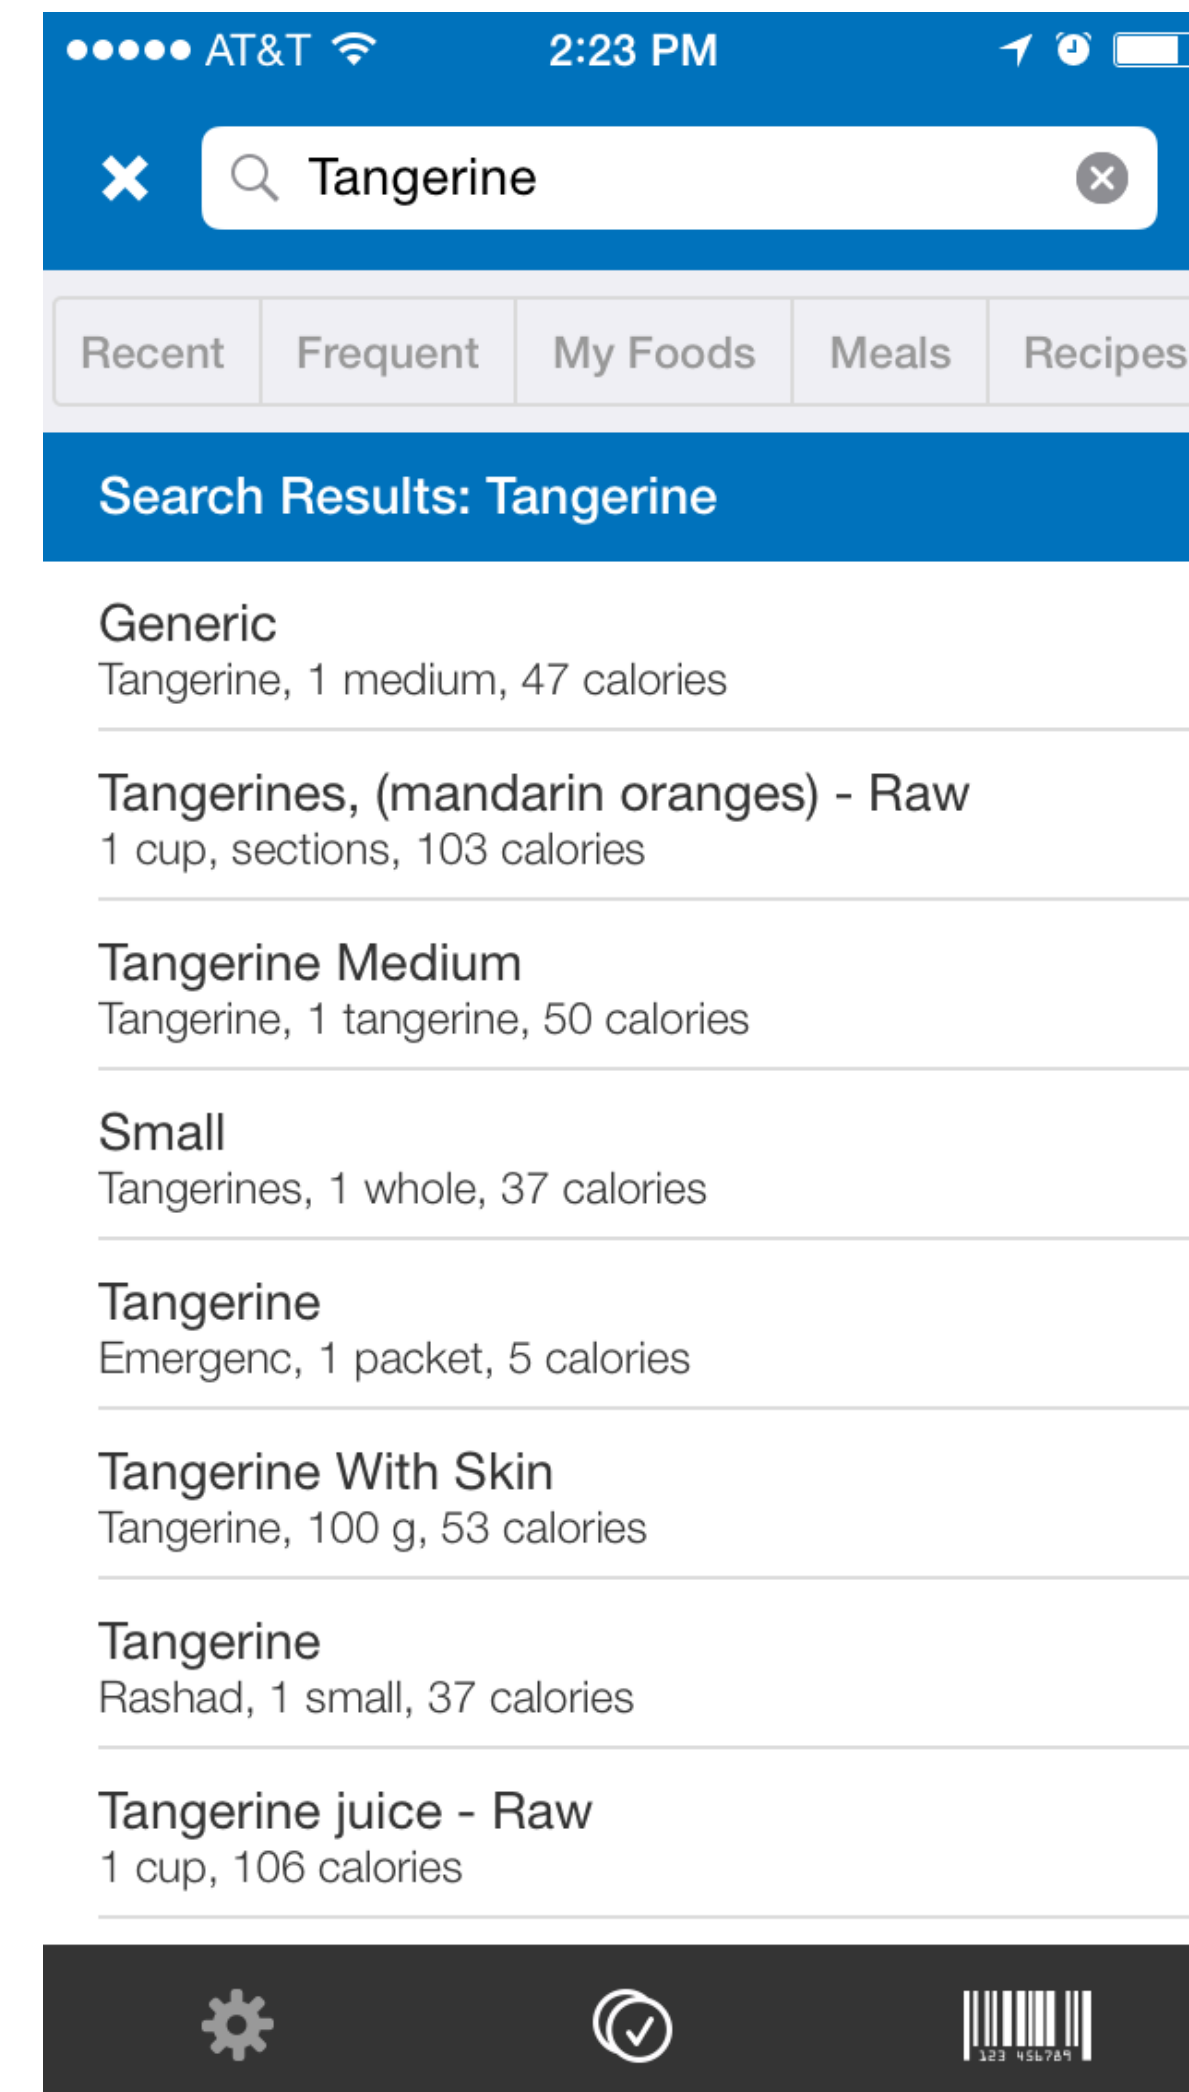 AT&T 2:23 PM
Tangerine
Recent Frequent My Foods Meals Recipes
Search Results: Tangerine
Generic
Tangerine, 1 medium, 47 calories
Tangerines, (mandarin oranges) - Raw
1 cup, sections, 103 calories
Tangerine Medium
Tangerine, 1 tangerine, 50 calories
Small
Tangerines, 1 whole, 37 calories
Tangerine
Emergenc, 1 packet, 5 calories
Tangerine With Skin
Tangerine, 100 g, 53 calories
Tangerine
Rashad, 1 small, 37 calories
Tangerine juice - Raw
1 cup, 106 calories
123 456789